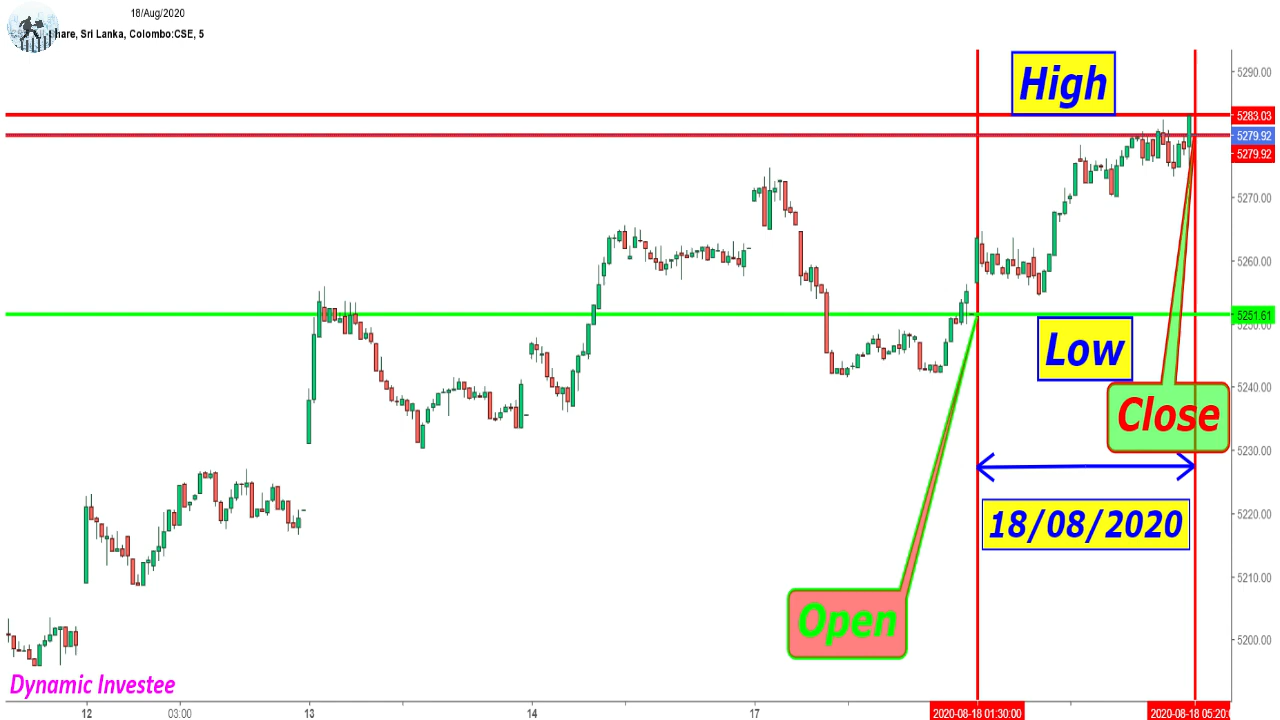 18/Aug/2020
hare, Sri Lanka, Colombo:CSE, 5
High
5290.00
5283.03
5279.92
5279.92
5270.00
5260.00
5251.61
5250.00
Low
5240.00
Close
5230.00
18/08/2020
5220.00
5210.00
Open
5200.00
Dynamic Investee
12 03:00 13 14 17 2020-08-18 01:30:00 2020-08-18 05:20:0